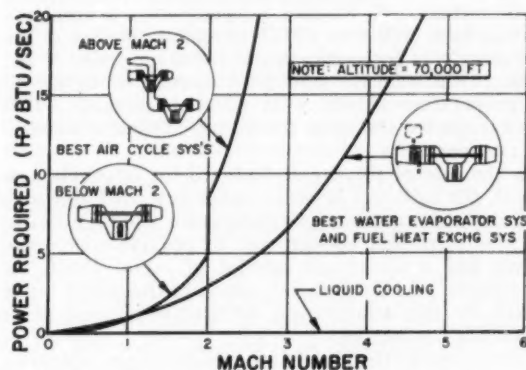 POWER REQUIRED (HP/BTU/SEC)
20
15
10
5
0
ABOVE MACH 2
NOTE: ALTITUDE = 70,000 FT
BEST AIR CYCLE SYS'S
BELOW MACH 2
BEST WATER EVAPORATOR SYS
AND FUEL HEAT EXCHG SYS
LIQUID COOLING
0 1 2 3 4 5 6
MACH NUMBER